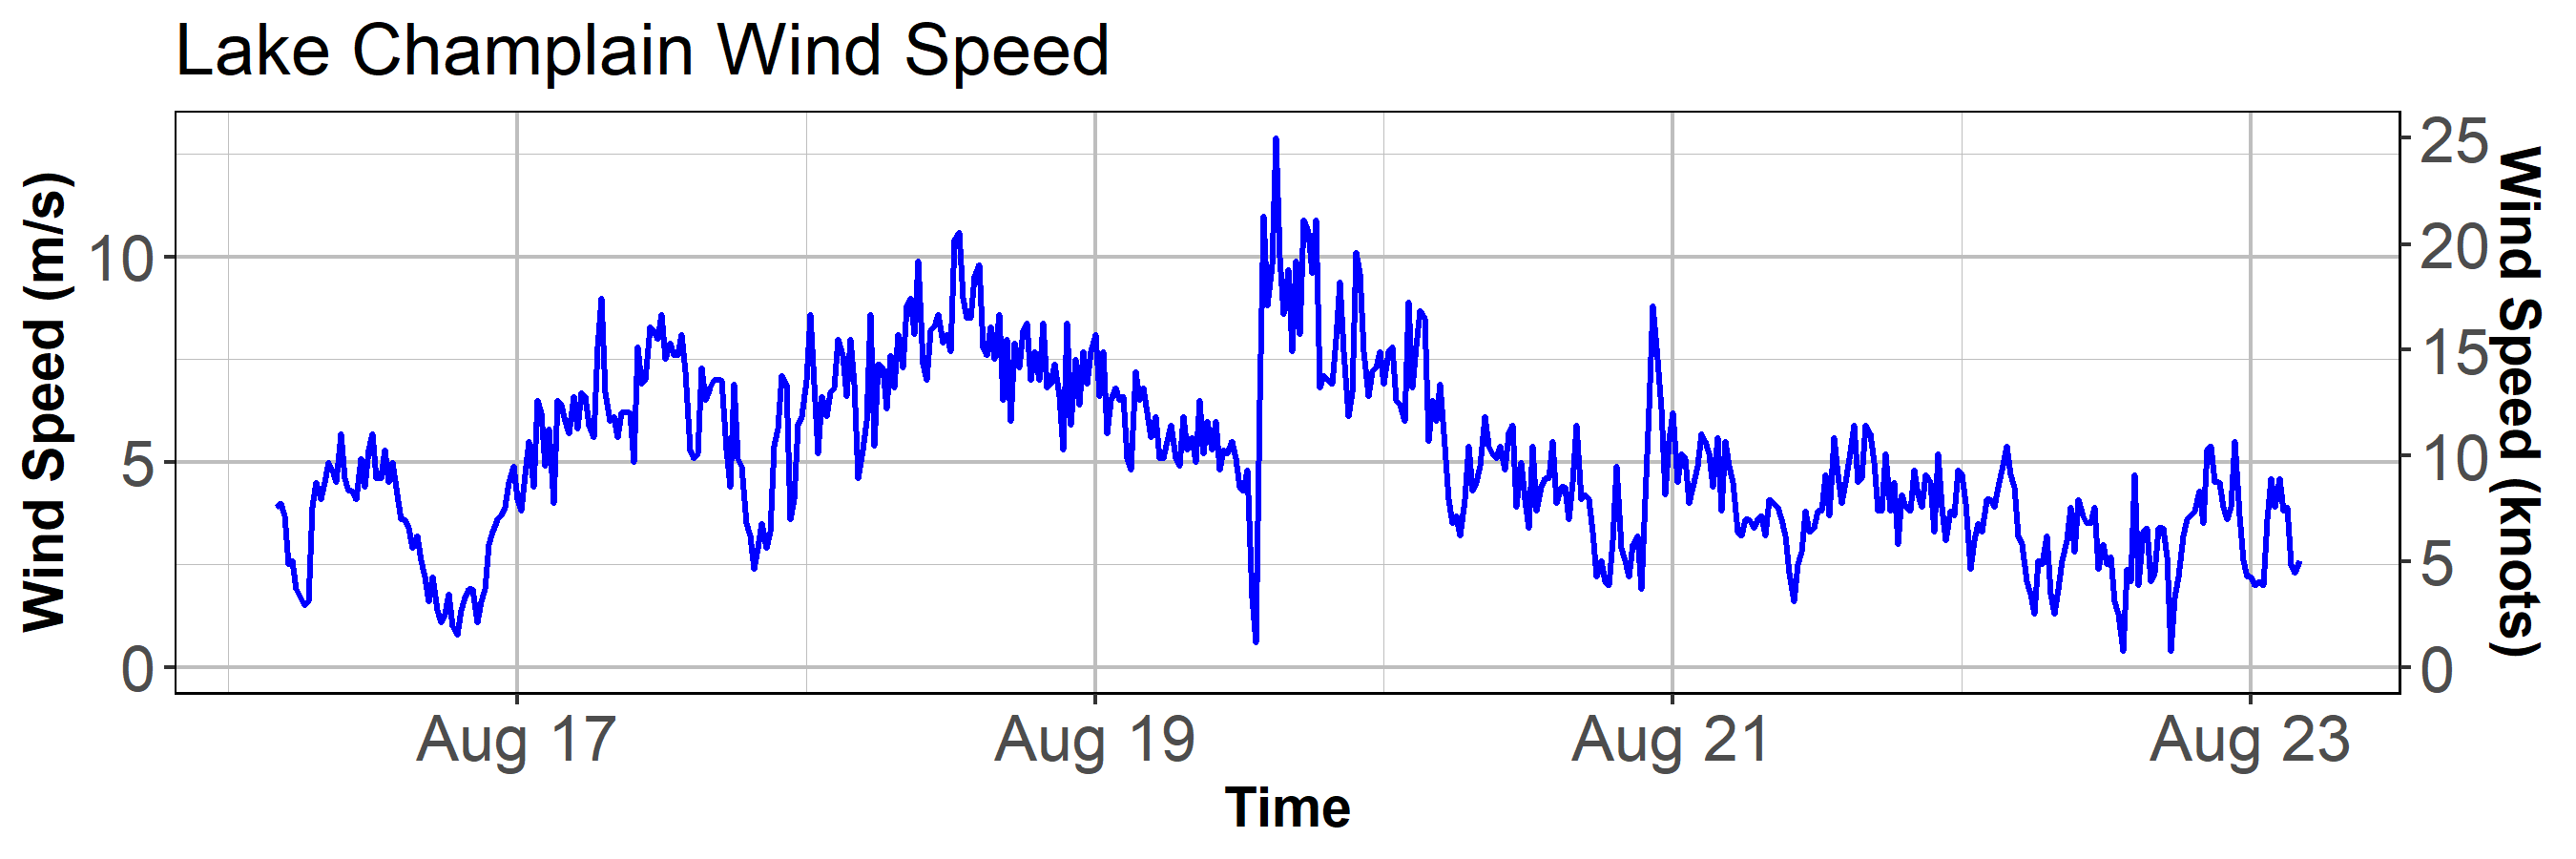 Lake Champlain Wind Speed
Wind Speed (m/s)
10
5
0
25
20
15
10
5
0
Wind Speed (knots)
Aug 17
Aug 19
Aug 21
Aug 23
Time